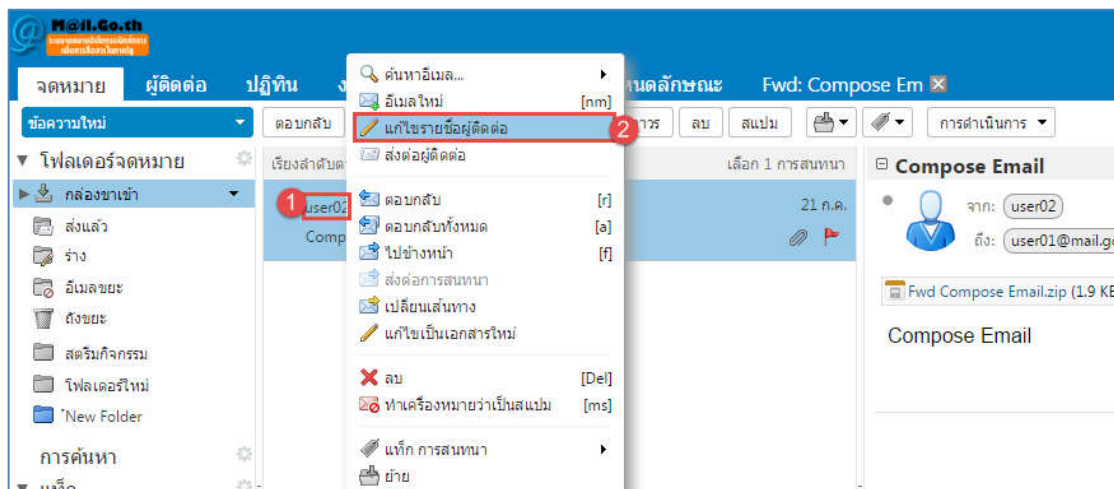 M@il.Go.th
จดหมาย ผู้ติดต่อ ปฏิทิน ง นดลักษณะ Fwd: Compose Em
ข้อความใหม่ ตอบกลับ าวร ลบ สแปม การดำเนินการ
โฟลเดอร์จดหมาย
กล่องขาเข้า
ส่งแล้ว
ร่าง
อีเมลขยะ
ถังขยะ
สตรีมกิจกรรม
โฟลเดอร์ใหม่
New Folder
การค้นหา
แท็ก
เรียงลำดับต เลือก 1 การสนทนา
1 user02 21 ก.ค.
Comp
ค้นหาอีเมล...
อีเมลใหม่ [nm]
แก้ไขรายชื่อผู้ติดต่อ 2
ส่งต่อผู้ติดต่อ
ตอบกลับ [r]
ตอบกลับทั้งหมด [a]
ไปข้างหน้า [f]
ส่งต่อการสนทนา
เปลี่ยนเส้นทาง
แก้ไขเป็นเอกสารใหม่
ลบ [Del]
ทำเครื่องหมายว่าเป็นสแปม [ms]
แท็ก การสนทนา
ย้าย
Compose Email
จาก: user02
ถึง: user01@mail.go
Fwd Compose Email.zip (1.9 KB
Compose Email